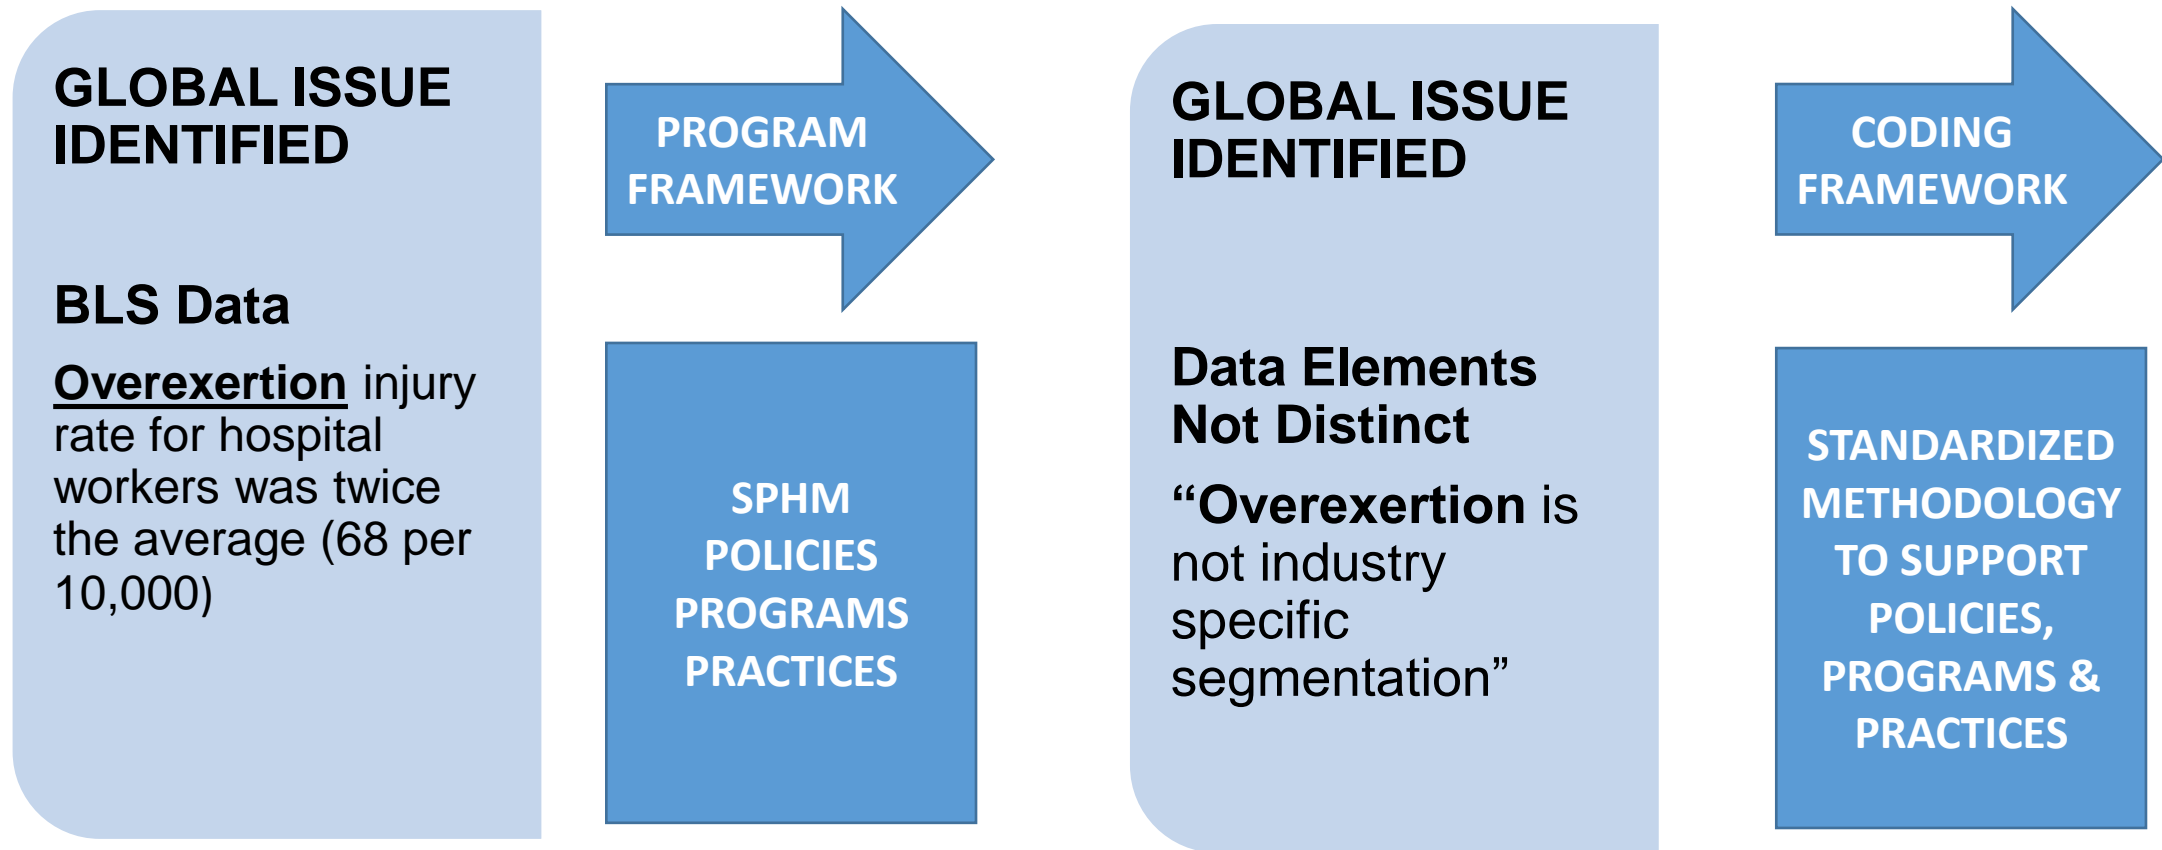 GLOBAL ISSUE
IDENTIFIED
BLS Data
Overexertion injury
rate for hospital
workers was twice
the average (68 per
10,000)
PROGRAM
FRAMEWORK
SPHM
POLICIES
PROGRAMS
PRACTICES
GLOBAL ISSUE
IDENTIFIED
Data Elements
Not Distinct
“Overexertion is
not industry
specific
segmentation”
CODING
FRAMEWORK
STANDARDIZED
METHODOLOGY
TO SUPPORT
POLICIES,
PROGRAMS &
PRACTICES